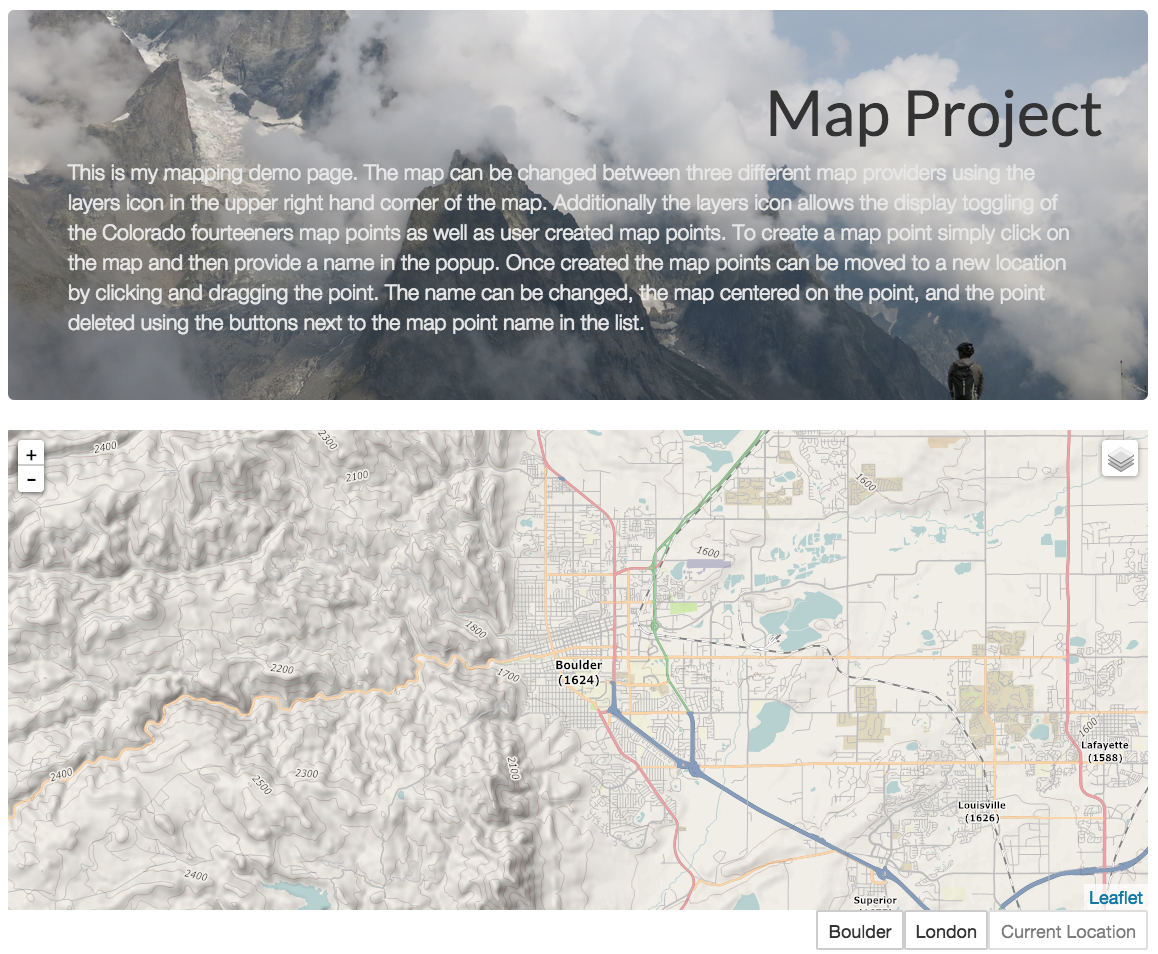 Map Project
This is my mapping demo page. The map can be changed between three different map providers using the
layers icon in the upper right hand corner of the map. Additionally the layers icon allows the display toggling of
the Colorado fourteeners map points as well as user created map points. To create a map point simply click on
the map and then provide a name in the popup. Once created the map points can be moved to a new location
by clicking and dragging the point. The name can be changed, the map centered on the point, and the point
deleted using the buttons next to the map point name in the list.
+
-
2400
2300
2100
1600
1600
1800
Boulder
(1624)
2200
1700
1600
Lafayette
(1588)
2400
2500
2300
2100
Louisville
(1626)
2400
Superior
Leaflet
Boulder
London
Current Location